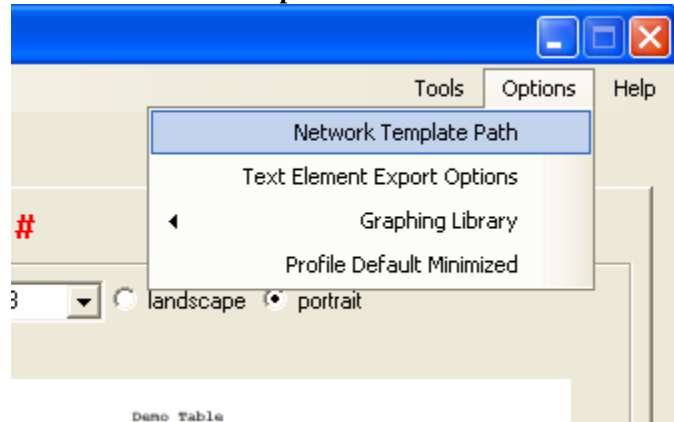 Tools Options Help
Network Template Path
Text Element Export Options
Graphing Library
Profile Default Minimized
#
landscape portrait
Demo Table